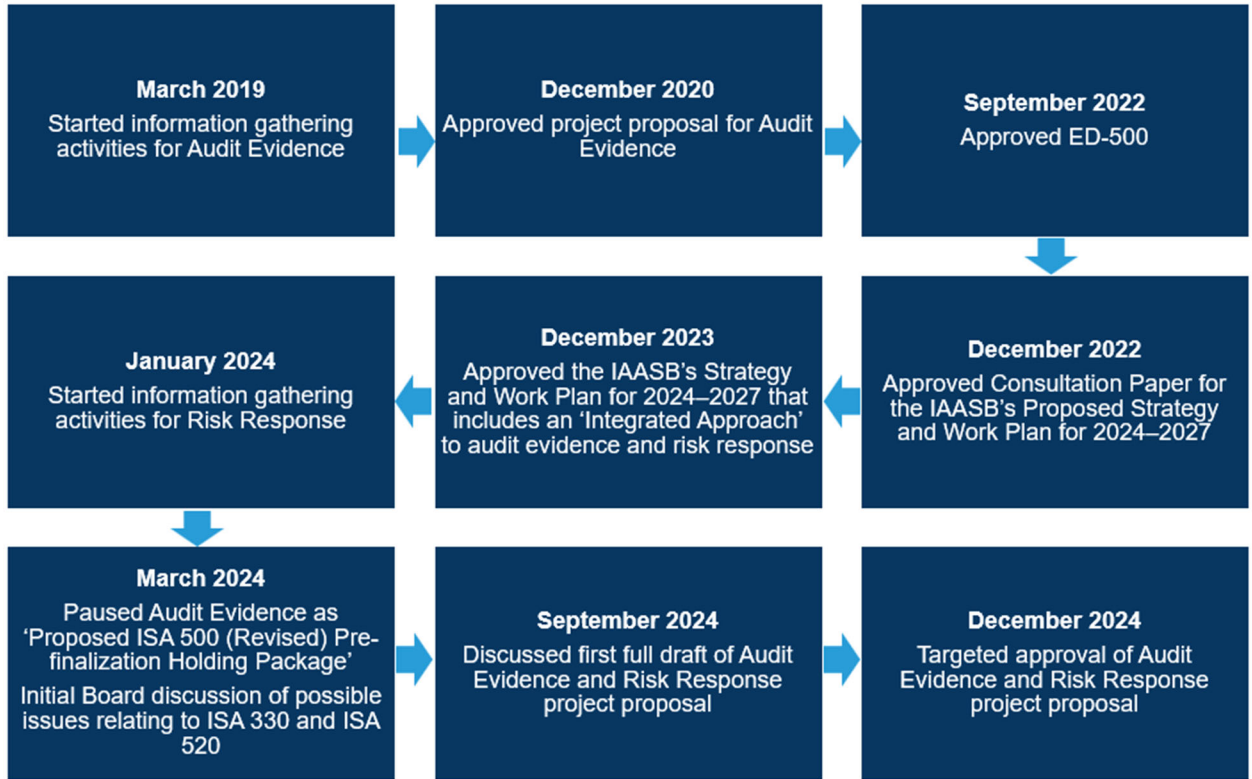 March 2019
Started information gathering
activities for Audit Evidence
December 2020
Approved project proposal for Audit
Evidence
September 2022
Approved ED-500
December 2022
Approved Consultation Paper for
the IAASB's Proposed Strategy
and Work Plan for 2024–2027
December 2023
Approved the IAASB's Strategy
and Work Plan for 2024–2027 that
includes an 'Integrated Approach'
to audit evidence and risk response
January 2024
Started information gathering
activities for Risk Response
March 2024
Paused Audit Evidence as
'Proposed ISA 500 (Revised) Pre-
finalization Holding Package'
Initial Board discussion of possible
issues relating to ISA 330 and ISA
520
September 2024
Discussed first full draft of Audit
Evidence and Risk Response
project proposal
December 2024
Targeted approval of Audit
Evidence and Risk Response
project proposal